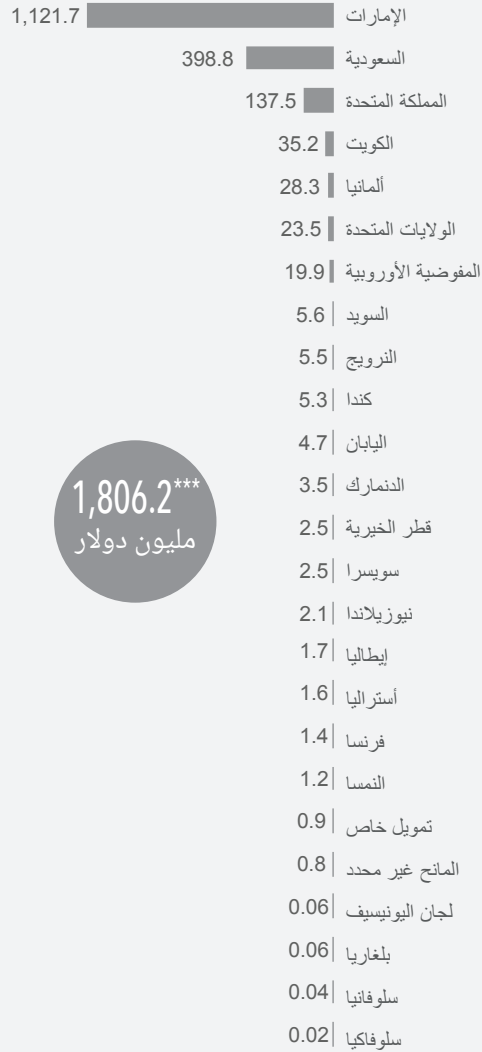 الإمارات 1,121.7
السعودية 398.8
المملكة المتحدة 137.5
الكويت 35.2
ألمانيا 28.3
الولايات المتحدة 23.5
المفوضية الأوروبية 19.9
السويد 5.6
النرويج 5.5
كندا 5.3
اليابان 4.7
الدنمارك 3.5
قطر الخيرية 2.5
سويسرا 2.5
نيوزيلاندا 2.1
إيطاليا 1.7
أستراليا 1.6
فرنسا 1.4
النمسا 1.2
تمويل خاص 0.9
المانح غير محدد 0.8
لجان اليونيسيف 0.06
بلغاريا 0.06
سلوفانيا 0.04
سلوفاكيا 0.02
1,806.2***
مليون دولار